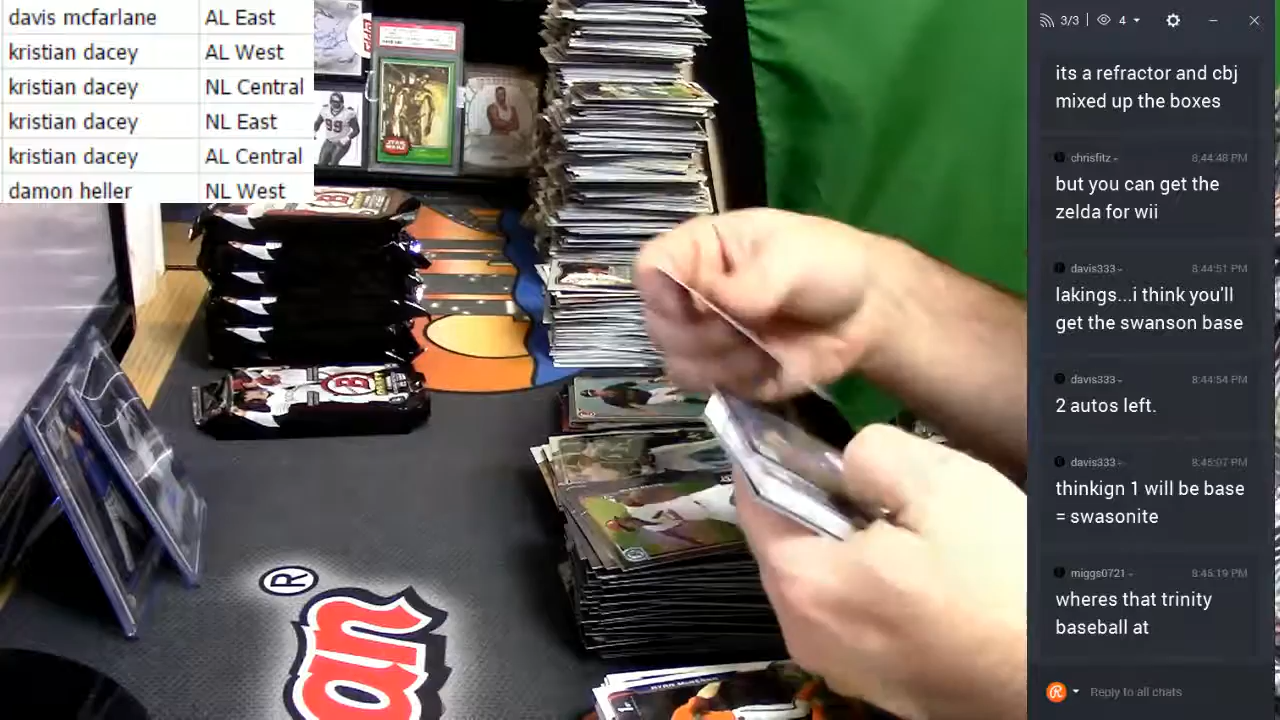 davis mcfarlane AL East
kristian dacey AL West
kristian dacey NL Central
kristian dacey NL East
kristian dacey AL Central
damon heller NL West
3/3 4
its a refractor and cbj
mixed up the boxes
chrisfitz 8:44:48 PM
but you can get the
zelda for wii
davis333 8:44:51 PM
lakings...i think you'll
get the swanson base
davis333 8:44:54 PM
2 autos left.
davis333 8:45:07 PM
thinkign 1 will be base
= swasonite
miggs0721 8:45:19 PM
wheres that trinity
baseball at
Reply to all chats
STAR
WARS
99
B
®
an